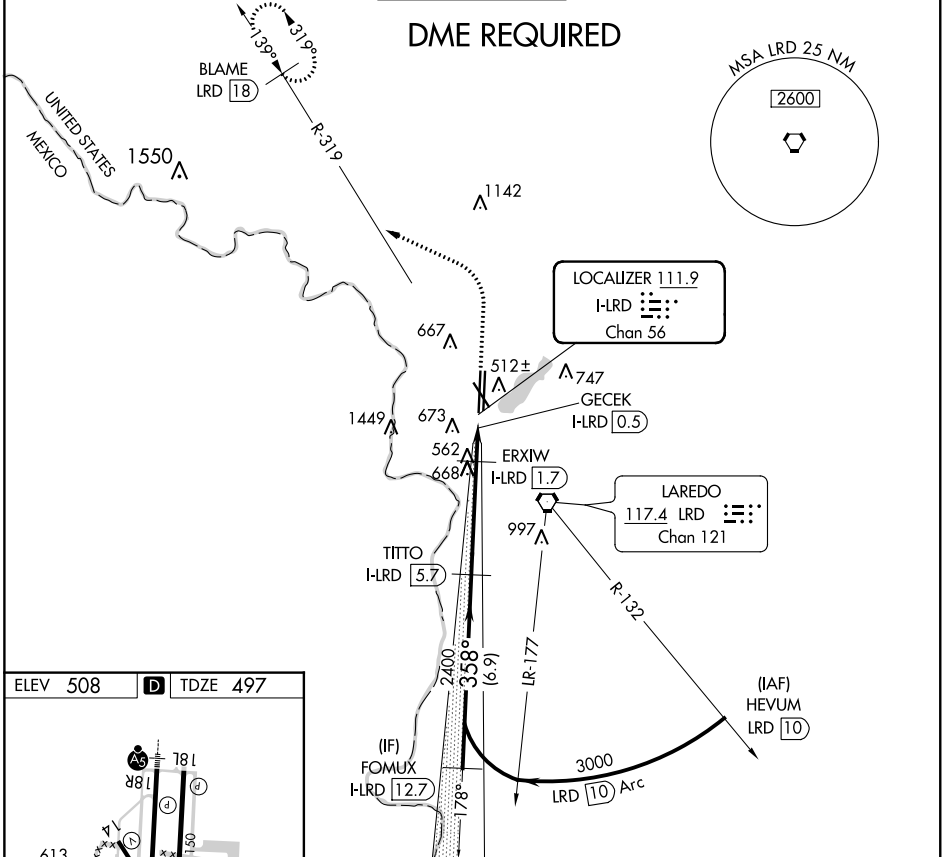 DME REQUIRED
139°
319°
BLAME
LRD 18
R-319
UNITED STATES
MEXICO
1550
MSA LRD 25 NM
2600
1142
LOCALIZER 111.9
I-LRD
Chan 56
667
512±
747
GECEK
I-LRD 0.5
1449
673
562
668
ERXIW
I-LRD 1.7
LAREDO
117.4 LRD
Chan 121
997
TITTO
I-LRD 5.7
R-132
2400
358°
(6.9)
LR-177
(IAF)
HEVUM
LRD 10
3000
LRD 10 Arc
(IF)
FOMUX
I-LRD 12.7
178°
ELEV 508 D TDZE 497
A5
18R
18L
P
P
14
V
150
613